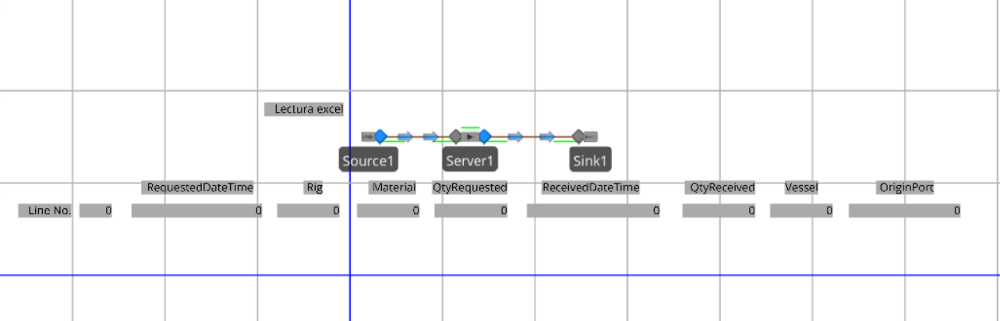 Lectura excel
Source1 Server1 Sink1
RequestedDateTime Rig Material QtyRequested ReceivedDateTime QtyReceived Vessel OriginPort
Line No. 0 0 0 0 0 0 0 0 0